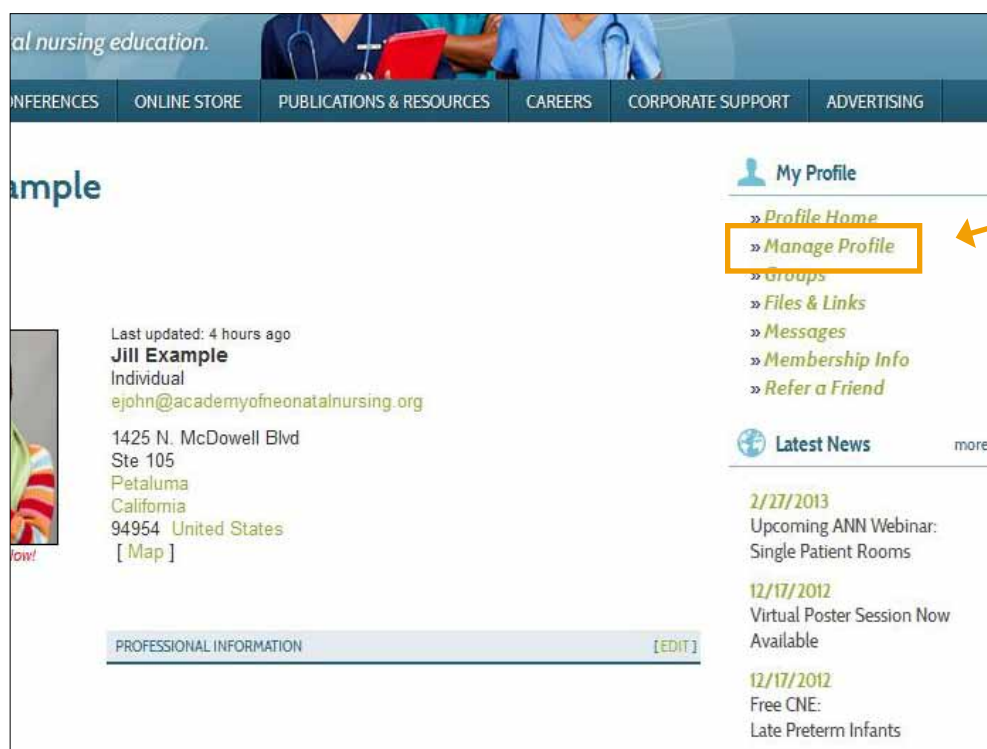 al nursing education.
ONFERENCES ONLINE STORE PUBLICATIONS & RESOURCES CAREERS CORPORATE SUPPORT ADVERTISING
ample
Last updated: 4 hours ago
Jill Example
Individual
ejohn@academyofneonatalnursing.org
1425 N. McDowell Blvd
Ste 105
Petaluma
California
94954 United States
[ Map ]
low!
PROFESSIONAL INFORMATION [EDIT]
My Profile
» Profile Home
» Manage Profile
» Groups
» Files & Links
» Messages
» Membership Info
» Refer a Friend
Latest News more
2/27/2013
Upcoming ANN Webinar:
Single Patient Rooms
12/17/2012
Virtual Poster Session Now
Available
12/17/2012
Free CNE:
Late Preterm Infants